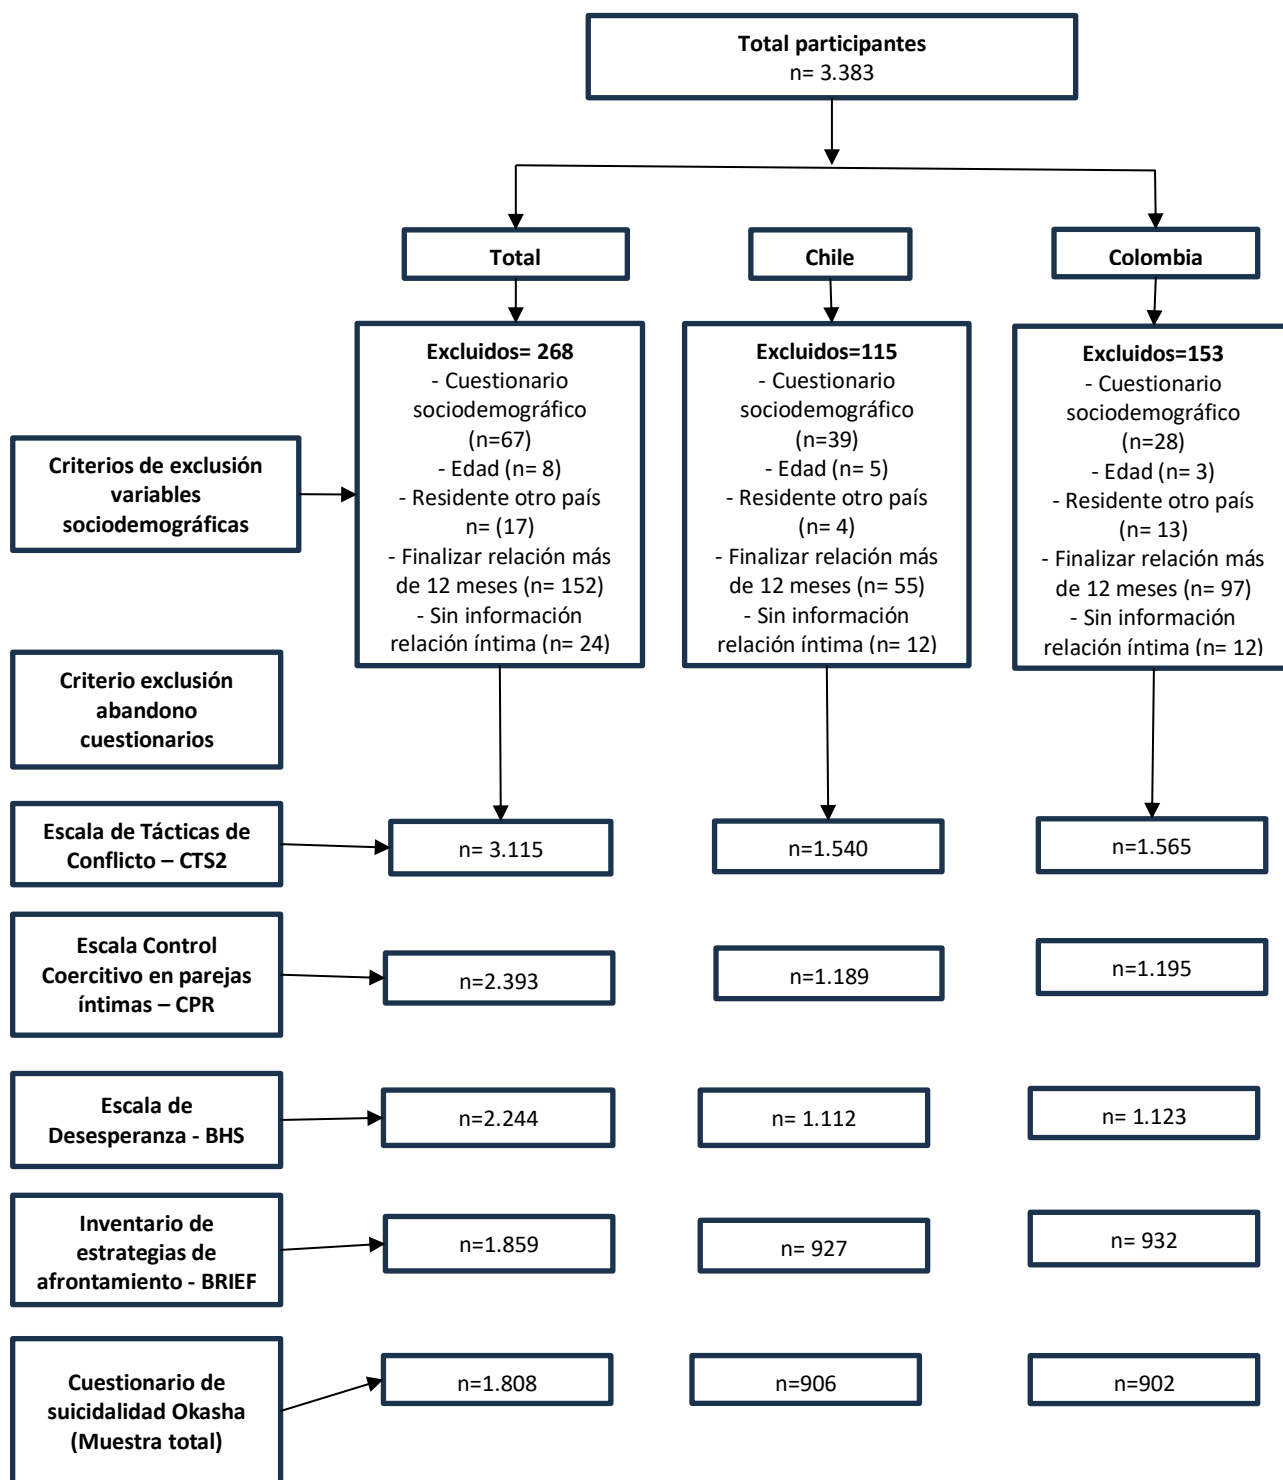 Total participantes
n= 3.383
Total
Chile
Colombia
Criterios de exclusión
variables
sociodemográficas
Excluidos= 268
- Cuestionario
sociodemográfico
(n=67)
- Edad (n= 8)
- Residente otro país
n= (17)
- Finalizar relación más
de 12 meses (n= 152)
- Sin información
relación íntima (n= 24)
Excluidos=115
- Cuestionario
sociodemográfico
(n=39)
- Edad (n= 5)
- Residente otro país
(n= 4)
- Finalizar relación más
de 12 meses (n= 55)
- Sin información
relación íntima (n= 12)
Excluidos=153
- Cuestionario
sociodemográfico
(n=28)
- Edad (n= 3)
- Residente otro país
(n= 13)
- Finalizar relación más
de 12 meses (n= 97)
- Sin información
relación íntima (n= 12)
Criterio exclusión
abandono
cuestionarios
Escala de Tácticas de
Conflicto – CTS2
n= 3.115
n=1.540
n=1.565
Escala Control
Coercitivo en parejas
íntimas – CPR
n=2.393
n=1.189
n=1.195
Escala de
Desesperanza - BHS
n=2.244
n= 1.112
n= 1.123
Inventario de
estrategias de
afrontamiento - BRIEF
n=1.859
n= 927
n= 932
Cuestionario de
suicidalidad Okasha
(Muestra total)
n=1.808
n=906
n=902